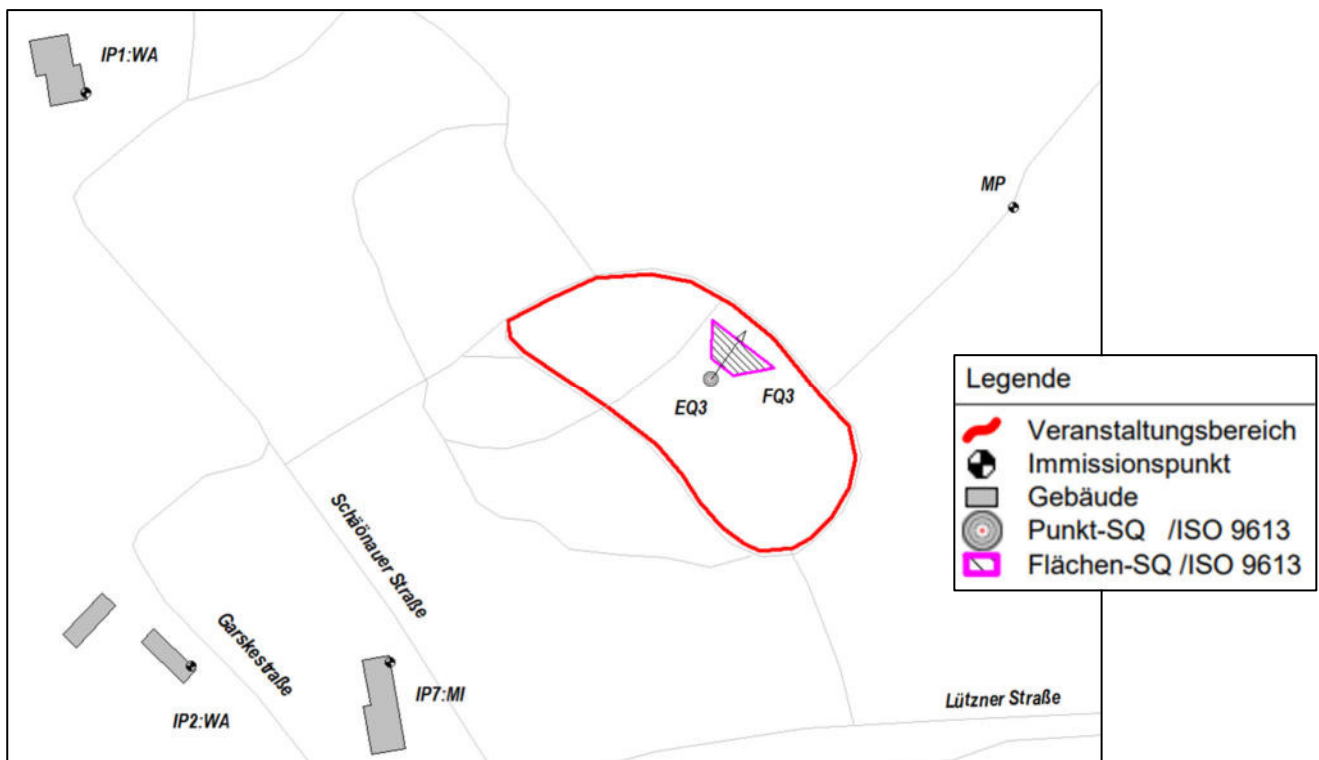 IP1:WA
MP
EQ3
FQ3
Schäönauer Straße
Garskestraße
IP2:WA
IP7:MI
Lützner Straße
Legende
Veranstaltungsbereich
Immissionspunkt
Gebäude
Punkt-SQ /ISO 9613
Flächen-SQ /ISO 9613